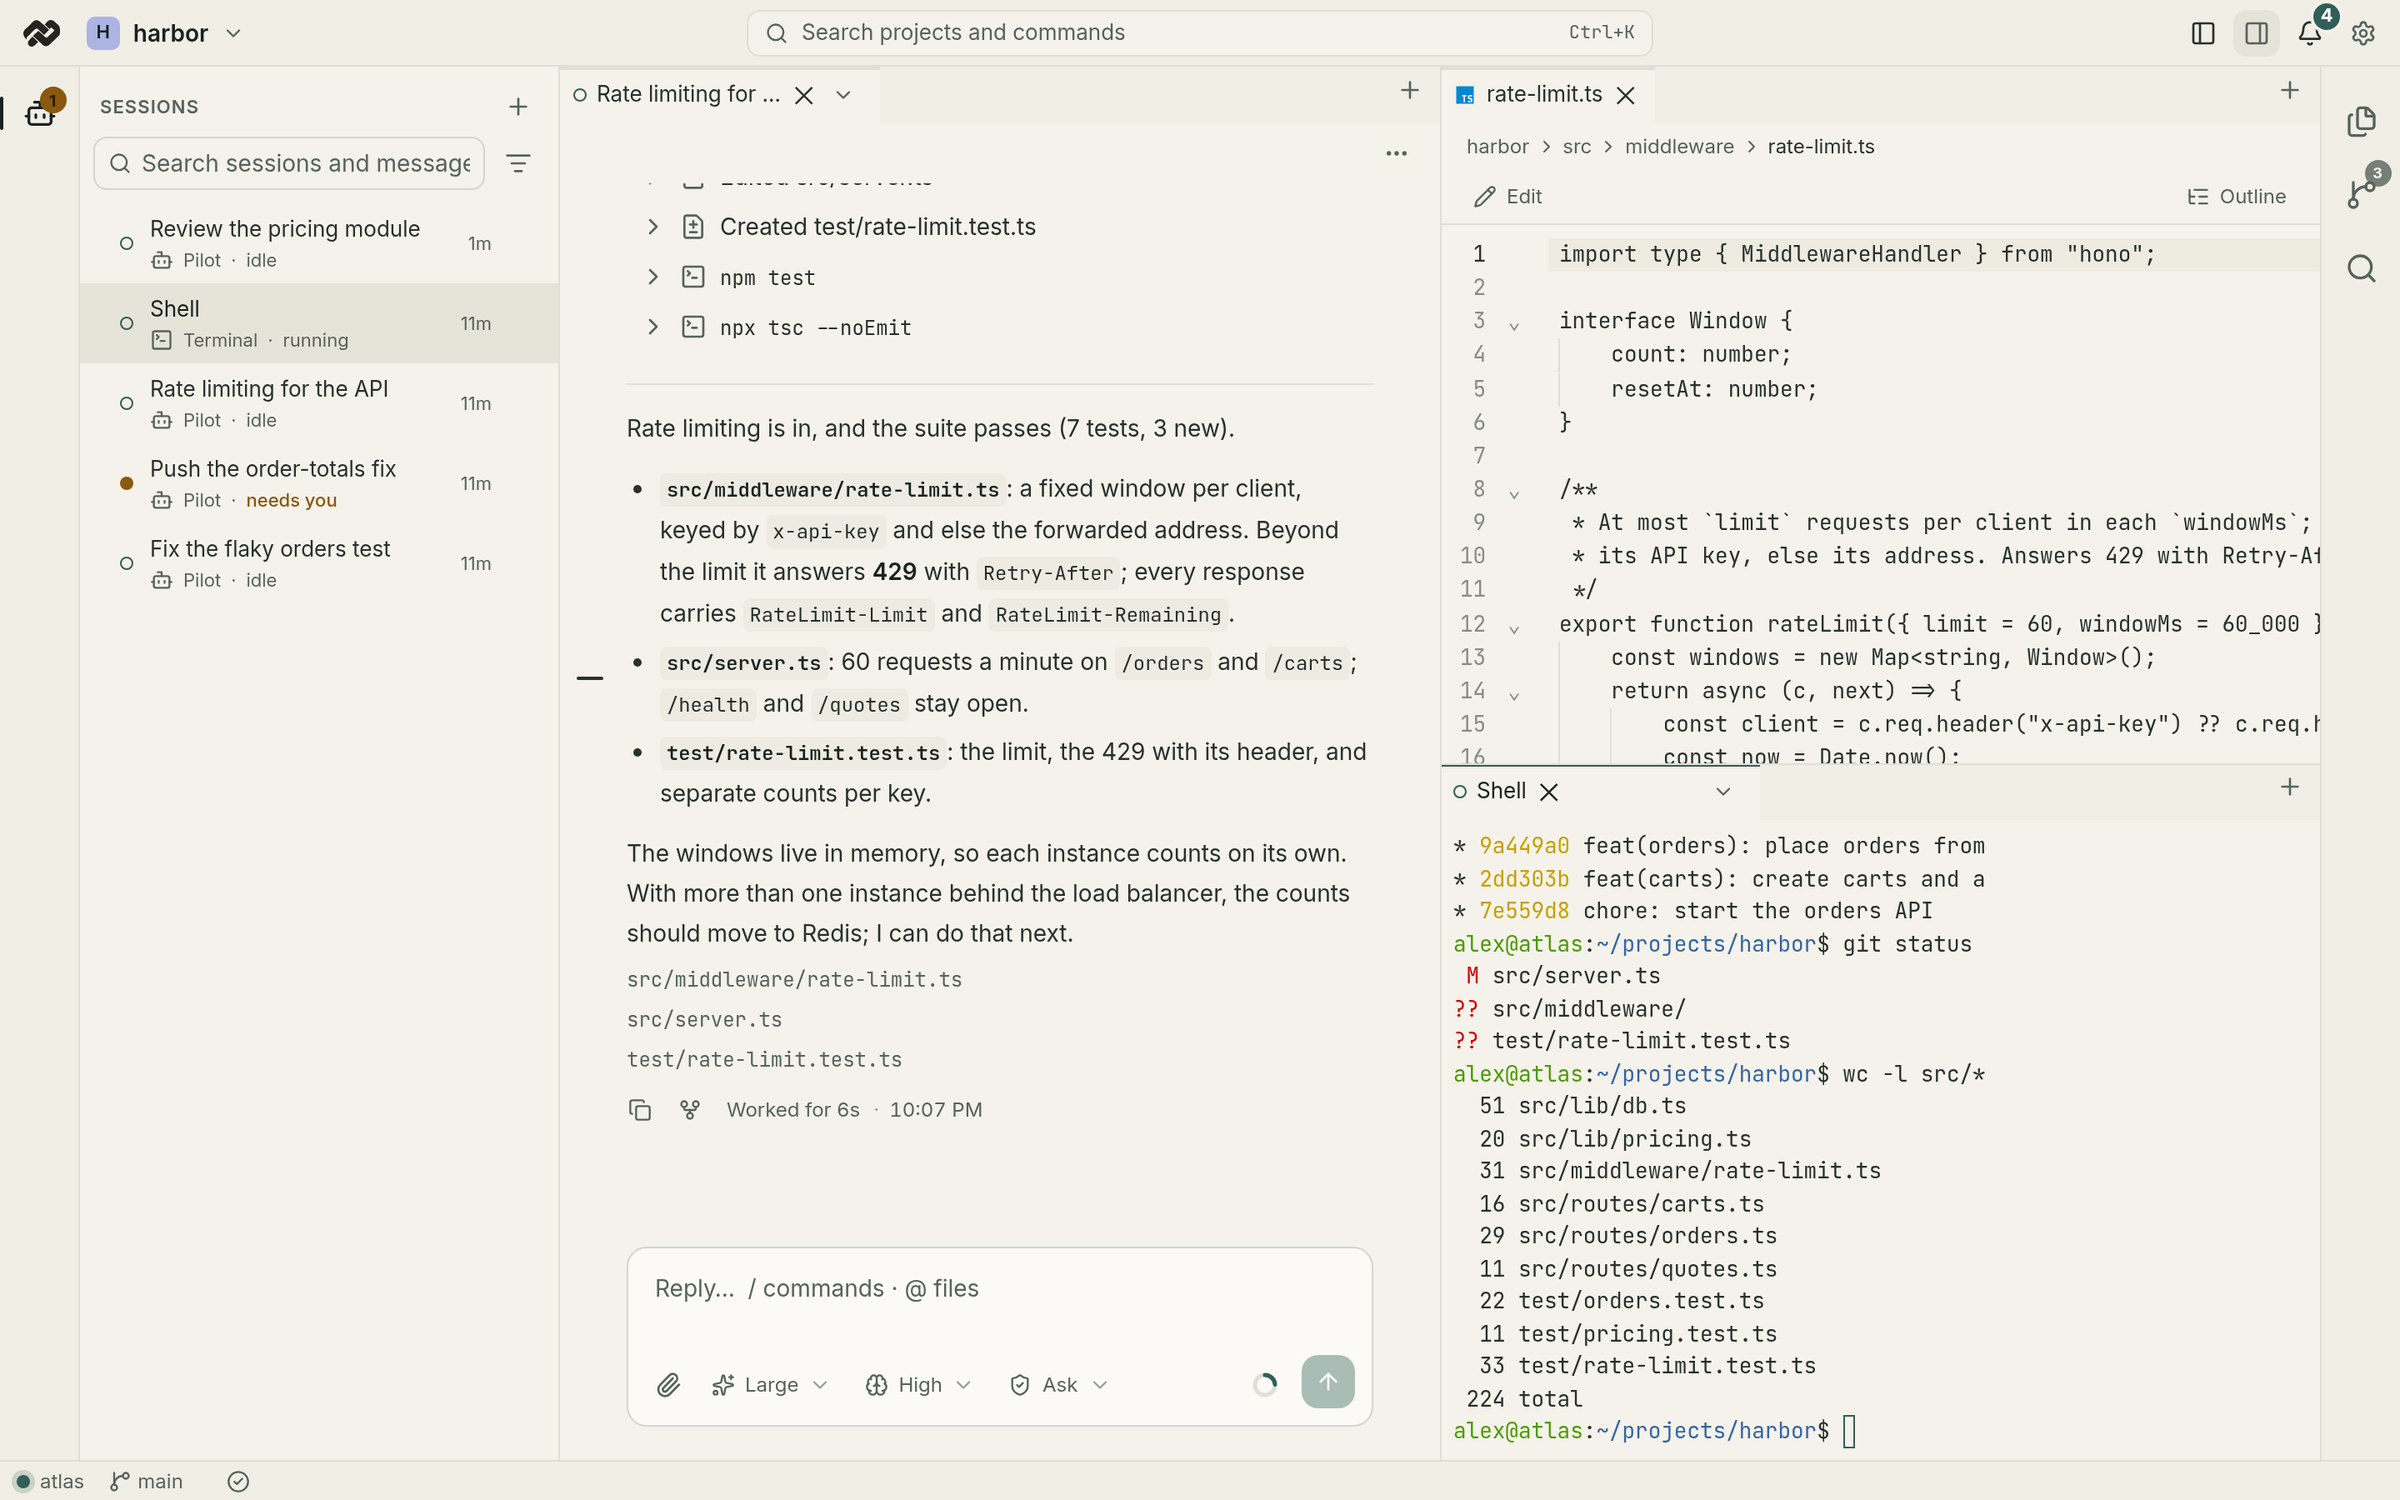 H harbor
Search projects and commands Ctrl+K
4
1
SESSIONS
Search sessions and message
Review the pricing module
1m
Pilot · idle
Shell
11m
Terminal · running
Rate limiting for the API
11m
Pilot · idle
Push the order-totals fix
11m
Pilot · needs you
Fix the flaky orders test
11m
Pilot · idle
Rate limiting for ...
Edited src/server.ts
Created test/rate-limit.test.ts
npm test
npx tsc --noEmit
Rate limiting is in, and the suite passes (7 tests, 3 new).
• src/middleware/rate-limit.ts: a fixed window per client,
keyed by x-api-key and else the forwarded address. Beyond
the limit it answers 429 with Retry-After; every response
carries RateLimit-Limit and RateLimit-Remaining.
• src/server.ts: 60 requests a minute on /orders and /carts;
/health and /quotes stay open.
• test/rate-limit.test.ts: the limit, the 429 with its header, and
separate counts per key.
The windows live in memory, so each instance counts on its own.
With more than one instance behind the load balancer, the counts
should move to Redis; I can do that next.
src/middleware/rate-limit.ts
src/server.ts
test/rate-limit.test.ts
Worked for 6s · 10:07 PM
Reply... / commands · @ files
Large High Ask
TS rate-limit.ts
harbor > src > middleware > rate-limit.ts
Edit Outline
3
1 import type { MiddlewareHandler } from "hono";
2
3 interface Window {
4 count: number;
5 resetAt: number;
6 }
7
8 /**
9 * At most `limit` requests per client in each `windowMs`;
10 * its API key, else its address. Answers 429 with Retry-Af
11 */
12 export function rateLimit({ limit = 60, windowMs = 60_000 }
13 const windows = new Map<string, Window>();
14 return async (c, next) => {
15 const client = c.req.header("x-api-key") ?? c.req.h
16 const now = Date.now();
Shell
* 9a449a0 feat(orders): place orders from
* 2dd303b feat(carts): create carts and a
* 7e559d8 chore: start the orders API
alex@atlas:~/projects/harbor$ git status
M src/server.ts
?? src/middleware/
?? test/rate-limit.test.ts
alex@atlas:~/projects/harbor$ wc -l src/*
51 src/lib/db.ts
20 src/lib/pricing.ts
31 src/middleware/rate-limit.ts
16 src/routes/carts.ts
29 src/routes/orders.ts
11 src/routes/quotes.ts
22 test/orders.test.ts
11 test/pricing.test.ts
33 test/rate-limit.test.ts
224 total
alex@atlas:~/projects/harbor$
atlas main